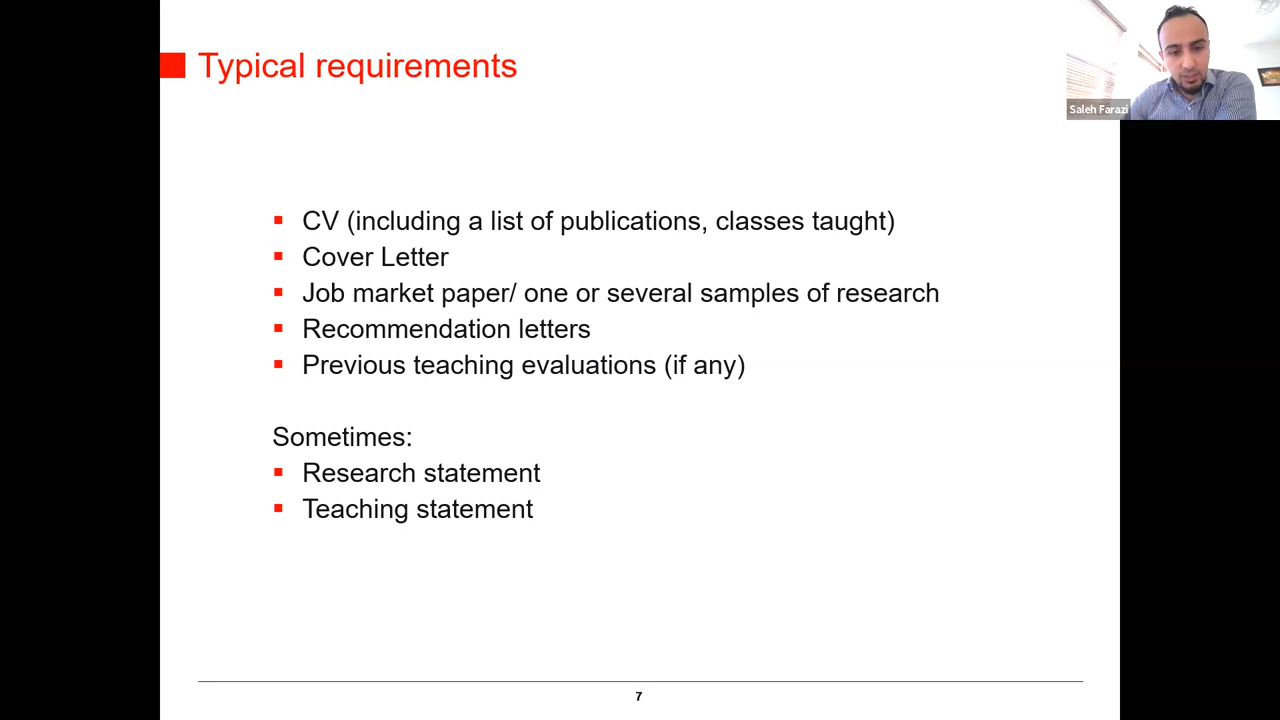 Typical requirements
Saleh Farazi
CV (including a list of publications, classes taught)
Cover Letter
Job market paper/ one or several samples of research
Recommendation letters
Previous teaching evaluations (if any)
Sometimes:
Research statement
Teaching statement
7